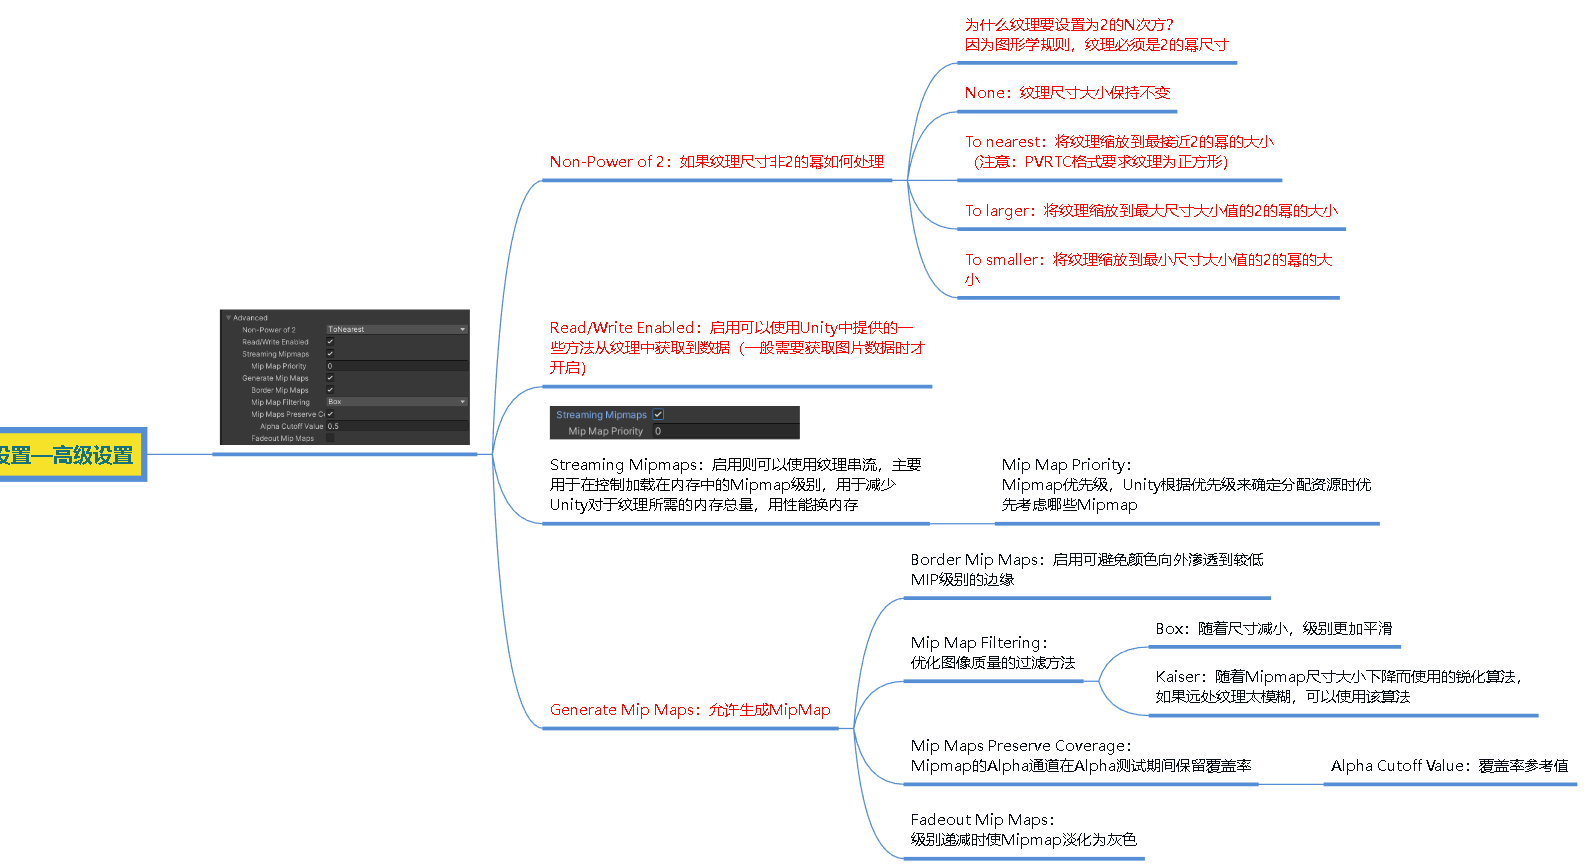 设置—高级设置
Advanced
Non-Power of 2 ToNearest
Read/Write Enabled
Streaming Mipmaps
Mip Map Priority 0
Generate Mip Maps
Border Mip Maps
Mip Map Filtering Box
Mip Maps Preserve Co
Alpha Cutoff Value 0.5
Fadeout Mip Maps
Non-Power of 2：如果纹理尺寸非2的幂如何处理
为什么纹理要设置为2的N次方？
因为图形学规则，纹理必须是2的幂尺寸
None：纹理尺寸大小保持不变
To nearest：将纹理缩放到最接近2的幂的大小
（注意：PVRTC格式要求纹理为正方形）
To larger：将纹理缩放到最大尺寸大小值的2的幂的大小
To smaller：将纹理缩放到最小尺寸大小值的2的幂的大
小
Read/Write Enabled：启用可以使用Unity中提供的一
些方法从纹理中获取到数据（一般需要获取图片数据时才
开启）
Streaming Mipmaps
Mip Map Priority 0
Streaming Mipmaps：启用则可以使用纹理串流，主要
用于在控制加载在内存中的Mipmap级别，用于减少
Unity对于纹理所需的内存总量，用性能换内存
Mip Map Priority：
Mipmap优先级，Unity根据优先级来确定分配资源时优
先考虑哪些Mipmap
Generate Mip Maps：允许生成MipMap
Border Mip Maps：启用可避免颜色向外渗透到较低
MIP级别的边缘
Mip Map Filtering：
优化图像质量的过滤方法
Box：随着尺寸减小，级别更加平滑
Kaiser：随着Mipmap尺寸大小下降而使用的锐化算法，
如果远处纹理太模糊，可以使用该算法
Mip Maps Preserve Coverage：
Mipmap的Alpha通道在Alpha测试期间保留覆盖率
Alpha Cutoff Value：覆盖率参考值
Fadeout Mip Maps：
级别递减时使Mipmap淡化为灰色